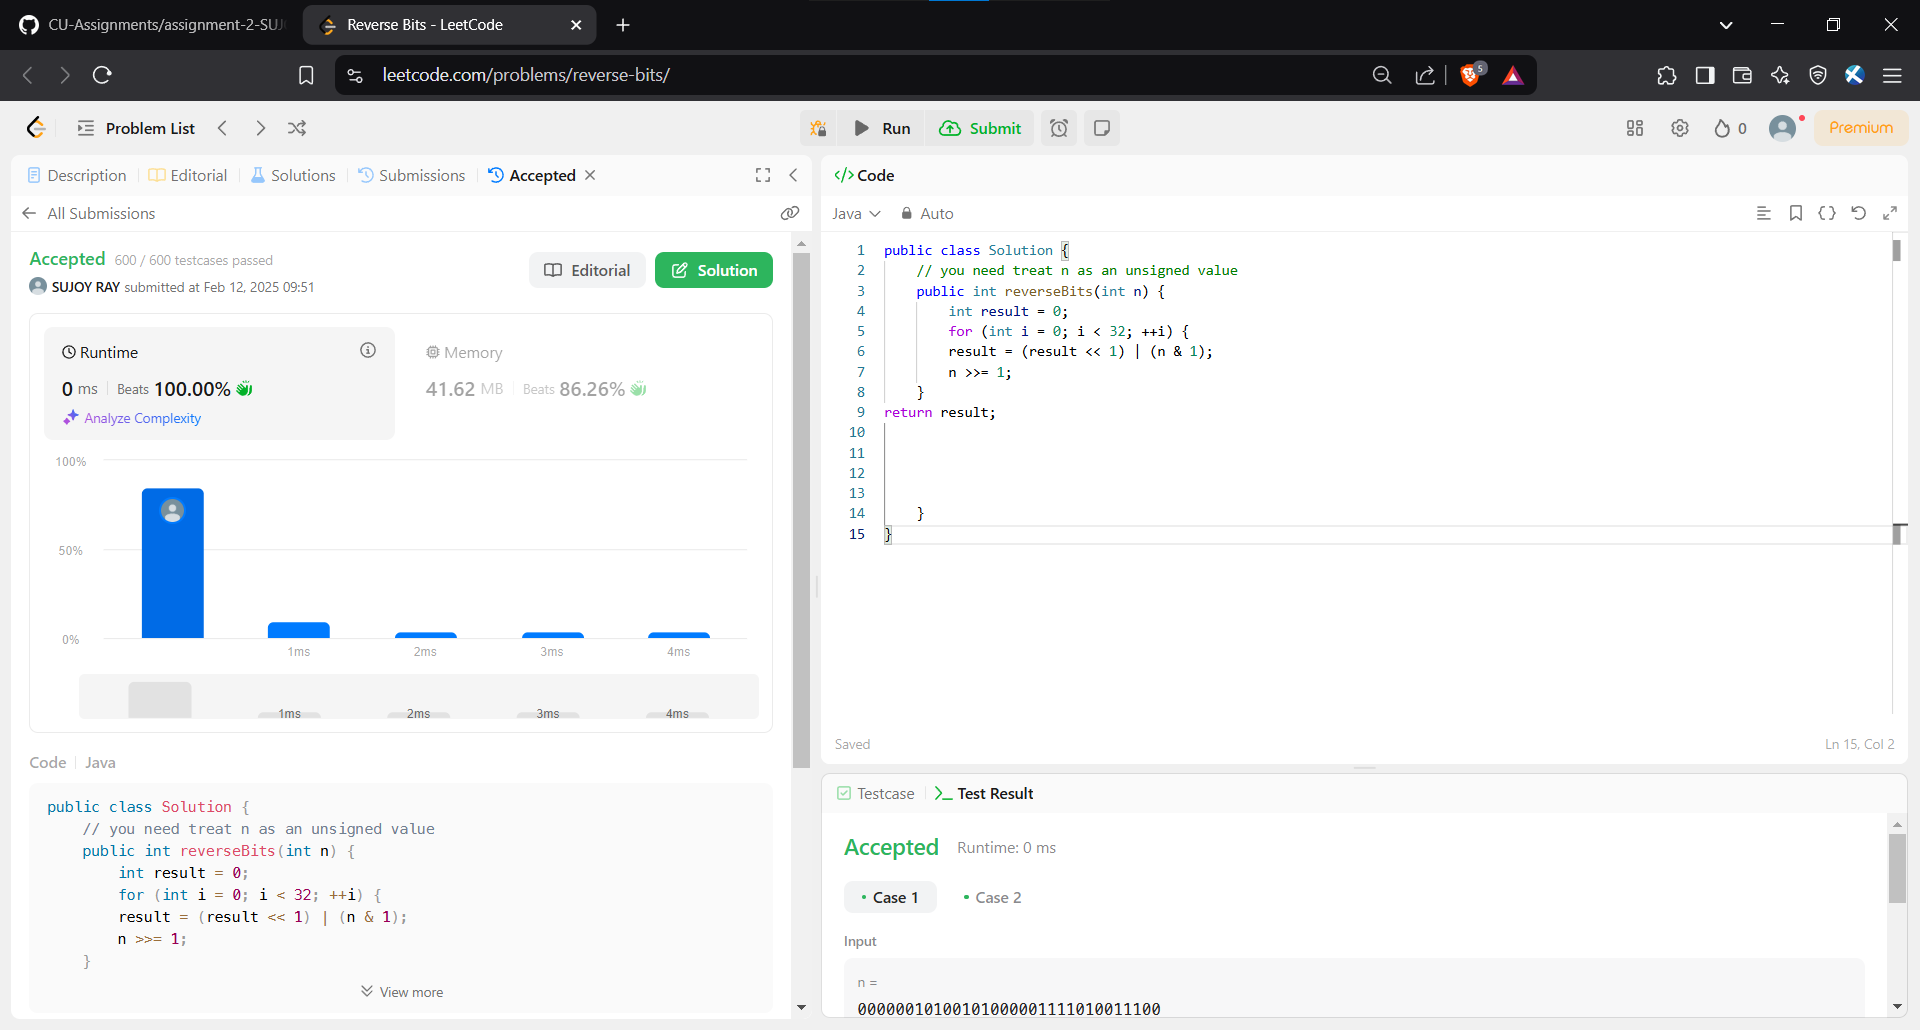 CU-Assignments/assignment-2-SUJ
Reverse Bits - LeetCode
leetcode.com/problems/reverse-bits/
5
Problem List
Run
Submit
0
Premium
Description
Editorial
Solutions
Submissions
Accepted
All Submissions
Accepted 600 / 600 testcases passed
SUJOY RAY submitted at Feb 12, 2025 09:51
Editorial
Solution
Runtime
0 ms Beats 100.00%
Analyze Complexity
Memory
41.62 MB Beats 86.26%
100%
50%
0%
1ms 2ms 3ms 4ms
1ms 2ms 3ms 4ms
Code Java
public class Solution {
// you need treat n as an unsigned value
public int reverseBits(int n) {
int result = 0;
for (int i = 0; i < 32; ++i) {
result = (result << 1) | (n & 1);
n >>= 1;
}
View more
</> Code
Java Auto
1 public class Solution {
2 // you need treat n as an unsigned value
3 public int reverseBits(int n) {
4 int result = 0;
5 for (int i = 0; i < 32; ++i) {
6 result = (result << 1) | (n & 1);
7 n >>= 1;
8 }
9 return result;
10
11
12
13
14 }
15 }
Saved
Ln 15, Col 2
Testcase
Test Result
Accepted Runtime: 0 ms
Case 1
Case 2
Input
n =
00000010100101000001111010011100